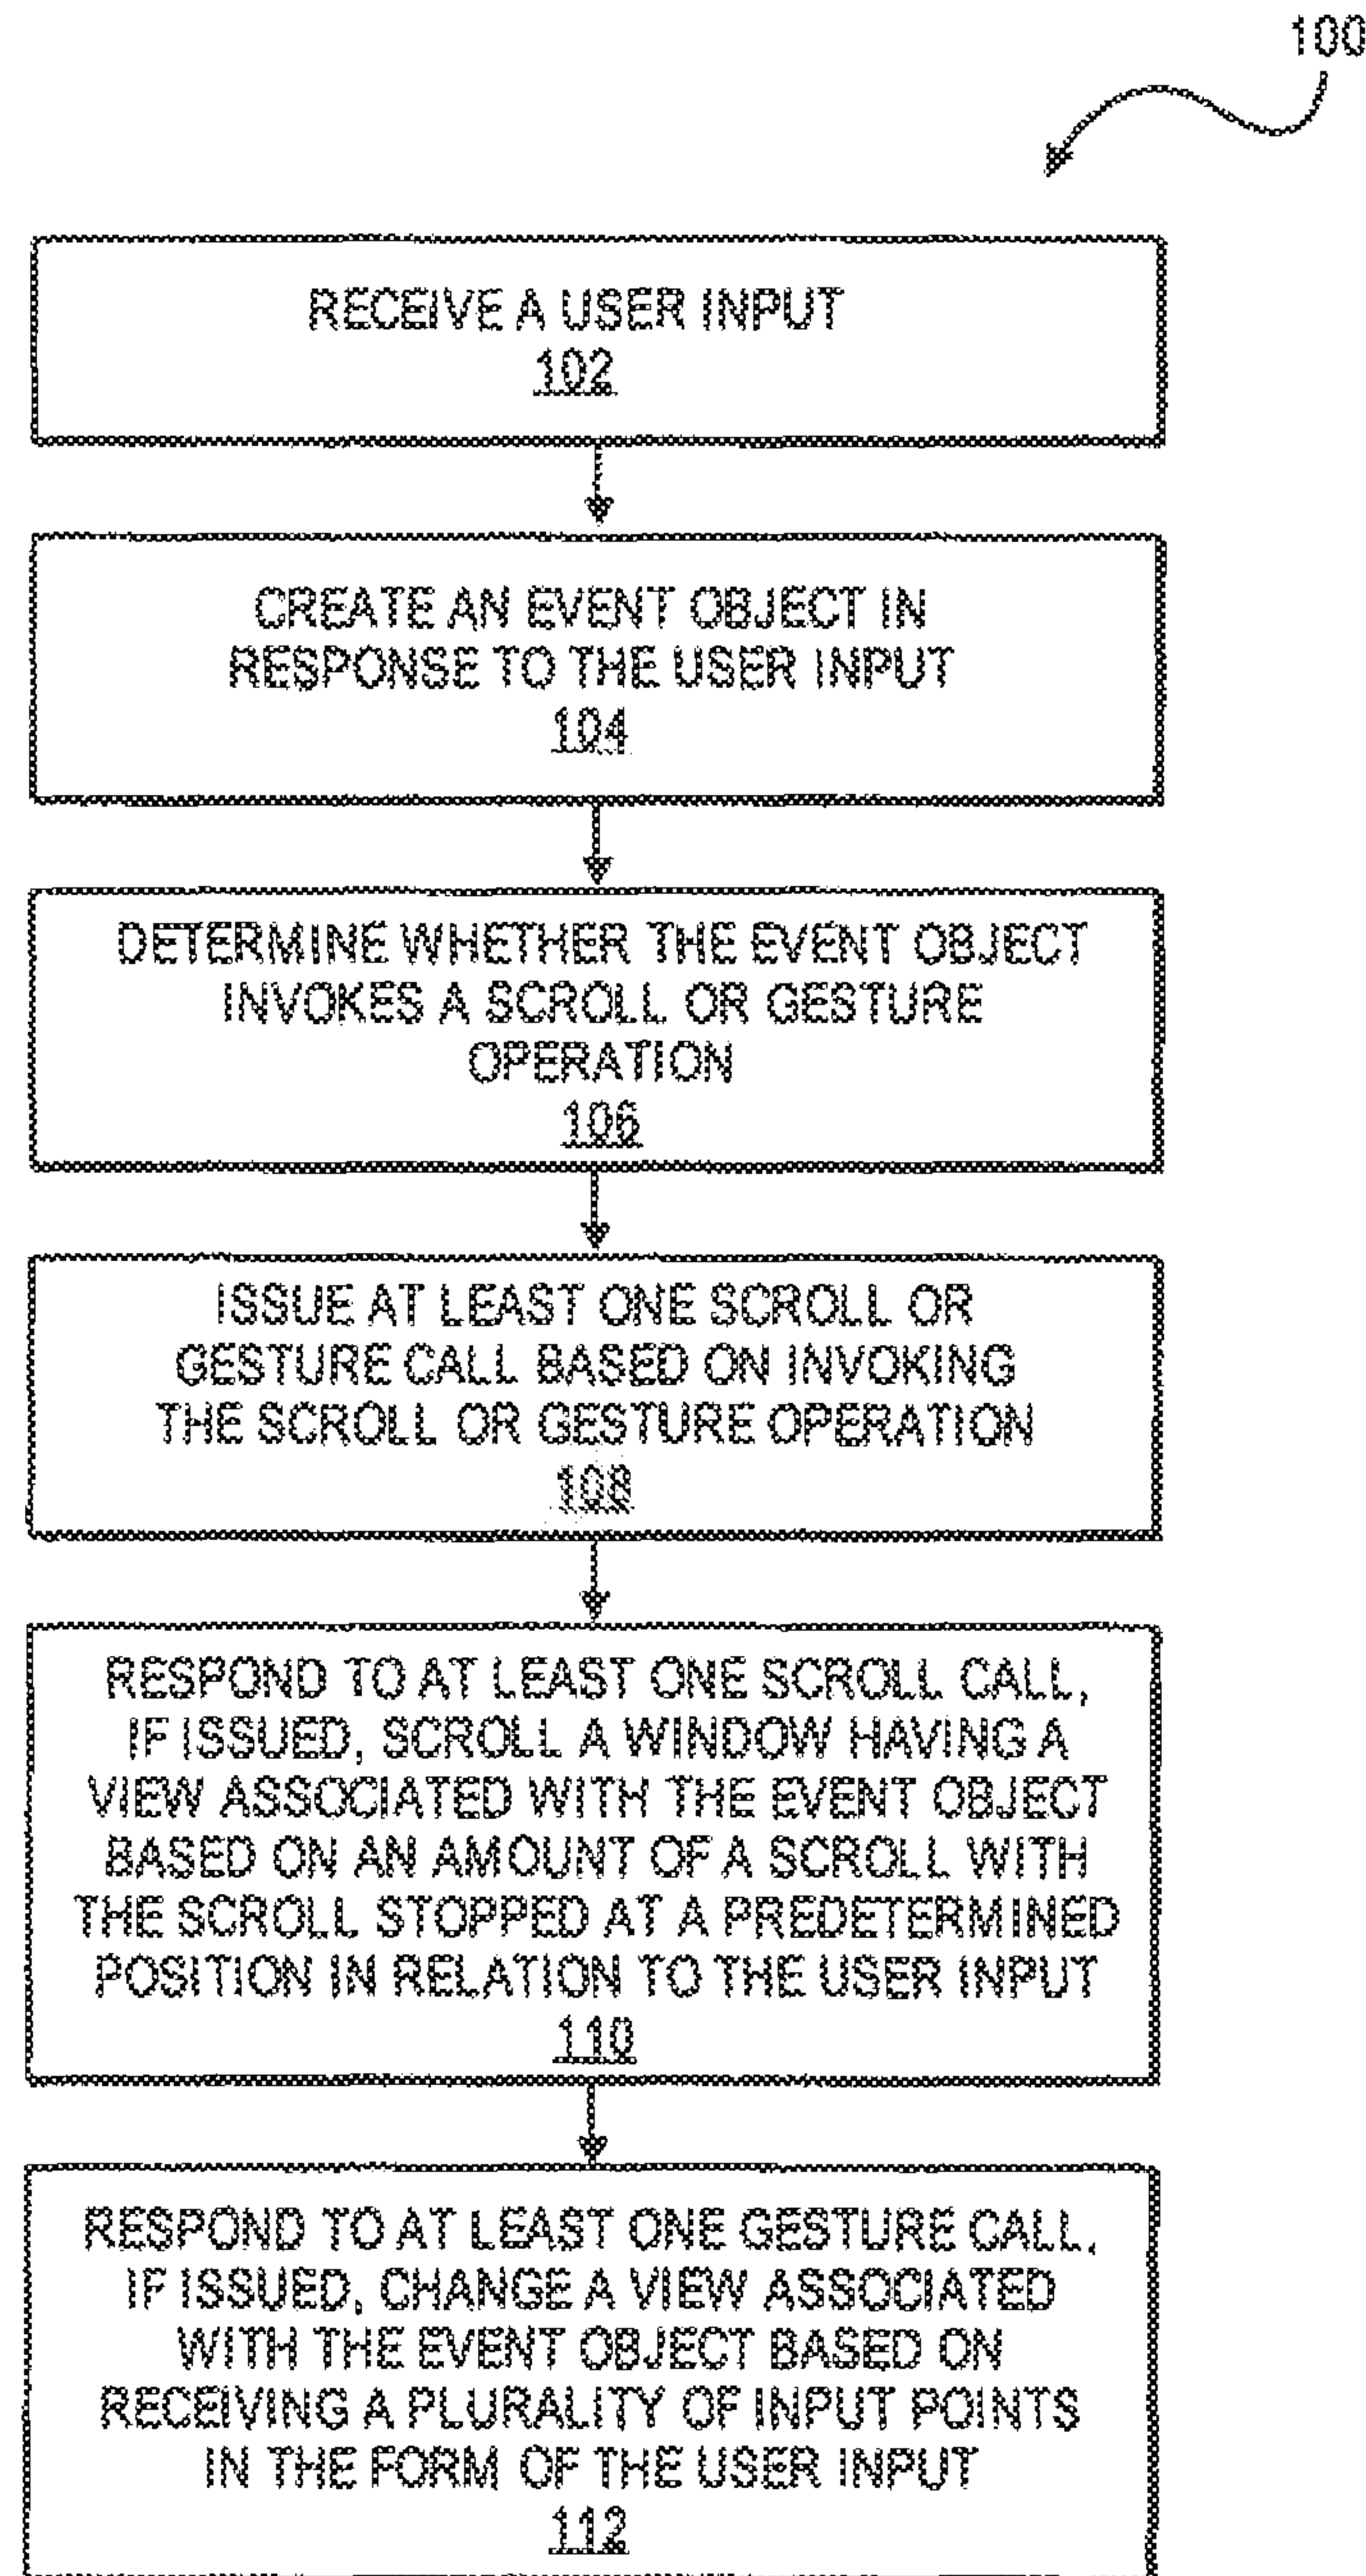 100
RECEIVE A USER INPUT
102
CREATE AN EVENT OBJECT IN
RESPONSE TO THE USER INPUT
104
DETERMINE WHETHER THE EVENT OBJECT
INVOKES A SCROLL OR GESTURE
OPERATION
106
ISSUE AT LEAST ONE SCROLL OR
GESTURE CALL BASED ON INVOKING
THE SCROLL OR GESTURE OPERATION
108
RESPOND TO AT LEAST ONE SCROLL CALL,
IF ISSUED, SCROLL A WINDOW HAVING A
VIEW ASSOCIATED WITH THE EVENT OBJECT
BASED ON AN AMOUNT OF A SCROLL WITH
THE SCROLL STOPPED AT A PREDETERMINED
POSITION IN RELATION TO THE USER INPUT
110
RESPOND TO AT LEAST ONE GESTURE CALL,
IF ISSUED, CHANGE A VIEW ASSOCIATED
WITH THE EVENT OBJECT BASED ON
RECEIVING A PLURALITY OF INPUT POINTS
IN THE FORM OF THE USER INPUT
112